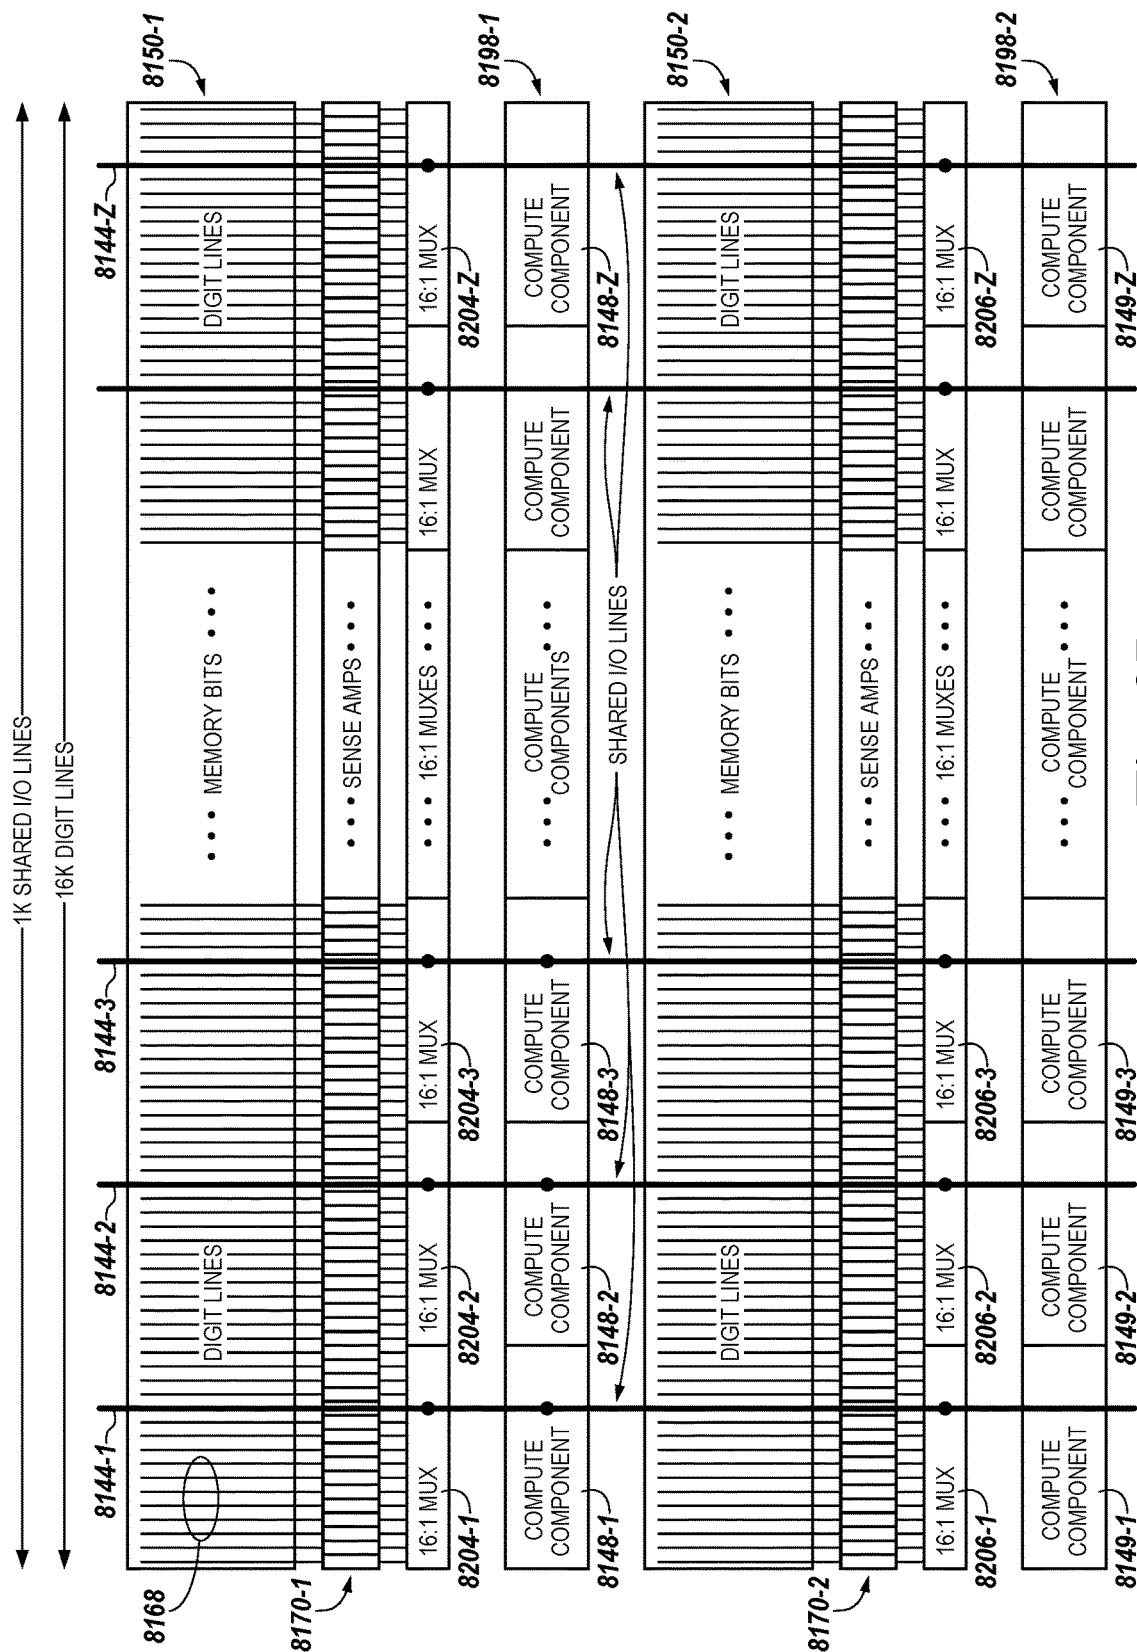 1K SHARED I/O LINES
16K DIGIT LINES
8144-1 8144-2 8144-3 8144-Z
8168 8150-1
DIGIT LINES MEMORY BITS DIGIT LINES
8170-1
SENSE AMPS
16:1 MUX 16:1 MUX 16:1 MUX 16:1 MUXES 16:1 MUX 16:1 MUX
8204-1 8204-2 8204-3 8204-Z
8198-1
COMPUTE COMPUTE COMPUTE COMPUTE COMPUTE COMPUTE
COMPONENT COMPONENT COMPONENT COMPONENTS COMPONENT COMPONENT
8148-1 8148-2 8148-3 8148-Z
SHARED I/O LINES
8150-2
DIGIT LINES MEMORY BITS DIGIT LINES
8170-2
SENSE AMPS
16:1 MUX 16:1 MUX 16:1 MUX 16:1 MUXES 16:1 MUX 16:1 MUX
8206-1 8206-2 8206-3 8206-Z
8198-2
COMPUTE COMPUTE COMPUTE COMPUTE COMPUTE COMPUTE
COMPONENT COMPONENT COMPONENT COMPONENT COMPONENT COMPONENT
8149-1 8149-2 8149-3 8149-Z